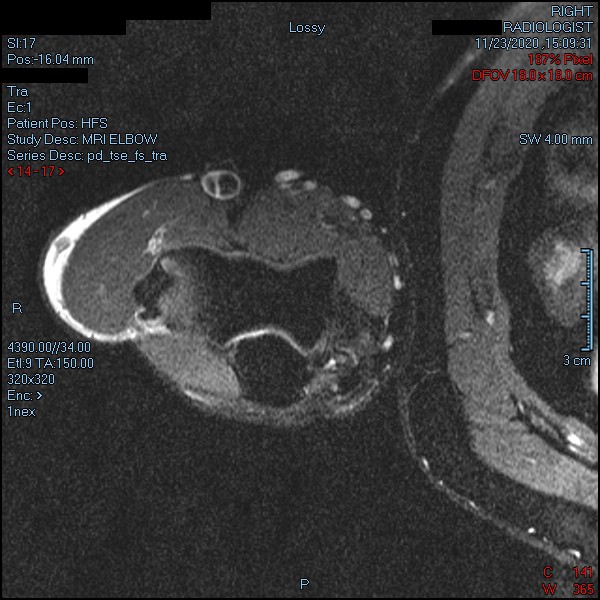 RIGHT
Lossy
RADIOLOGIST
SI:17
11/23/2020 ,15:09:31
Pos:-16.04 mm
197% Pixel
DFOV 18.0 x 18.0 cm
Tra
Ec:1
Patient Pos: HFS
Study Desc: MRI ELBOW
SW 4.00 mm
Series Desc: pd_tse_fs_tra
< 14 - 17 >
R
4390.00//34.00
Etl:9 TA:150.00
3 cm
320x320
Enc: >
1nex
C 141
P
W 365